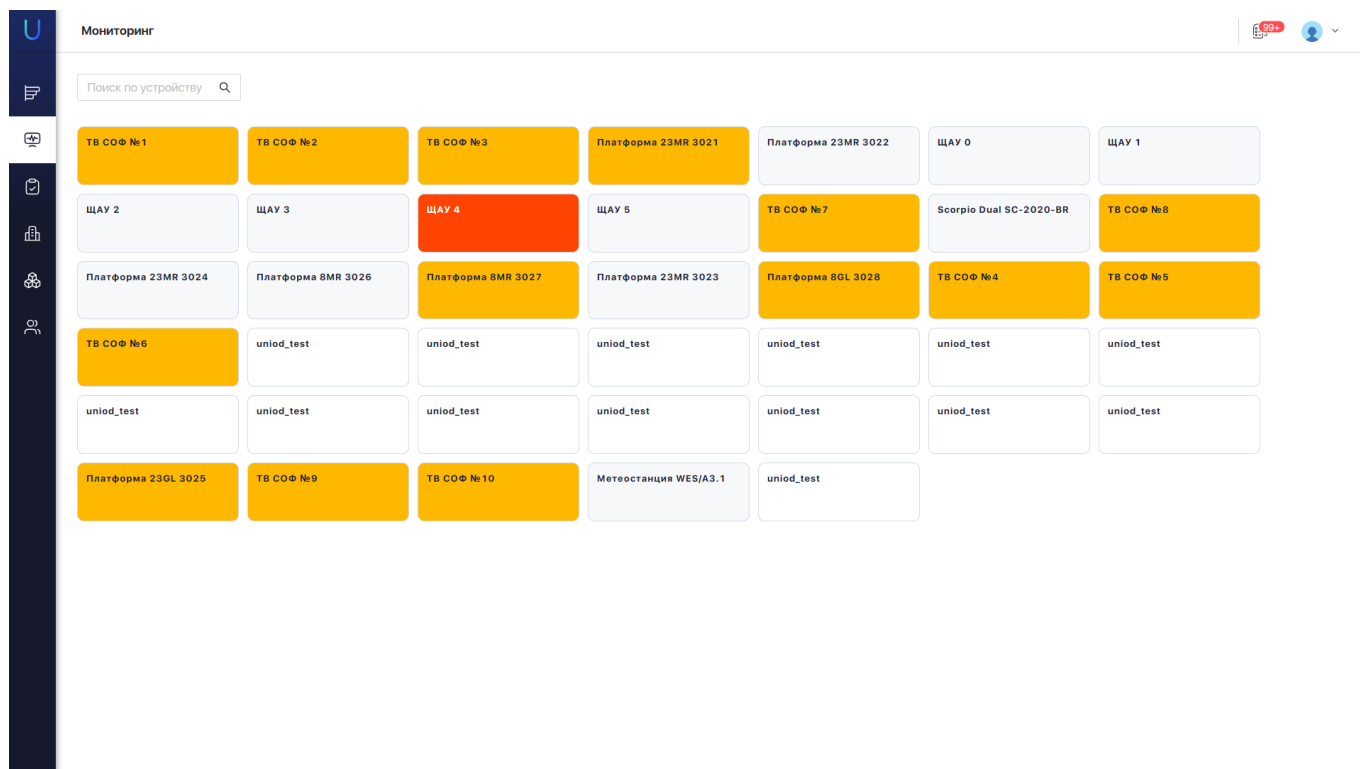 Мониторинг
99+
Поиск по устройству
ТВ СОФ №1
ТВ СОФ №2
ТВ СОФ №3
Платформа 23MR 3021
Платформа 23MR 3022
ЩАУ 0
ЩАУ 1
ЩАУ 2
ЩАУ 3
ЩАУ 4
ЩАУ 5
ТВ СОФ №7
Scorpio Dual SC-2020-BR
ТВ СОФ №8
Платформа 23MR 3024
Платформа 8MR 3026
Платформа 8MR 3027
Платформа 23MR 3023
Платформа 8GL 3028
ТВ СОФ №4
ТВ СОФ №5
ТВ СОФ №6
uniod_test
uniod_test
uniod_test
uniod_test
uniod_test
uniod_test
uniod_test
uniod_test
uniod_test
uniod_test
uniod_test
uniod_test
uniod_test
Платформа 23GL 3025
ТВ СОФ №9
ТВ СОФ №10
Метеостанция WES/A3.1
uniod_test